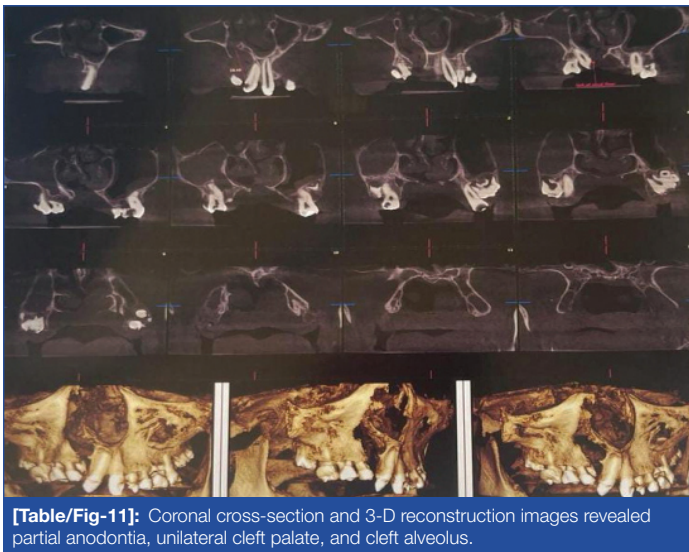 [Table/Fig-11]: Coronal cross-section and 3-D reconstruction images revealed
partial anodontia, unilateral cleft palate, and cleft alveolus.